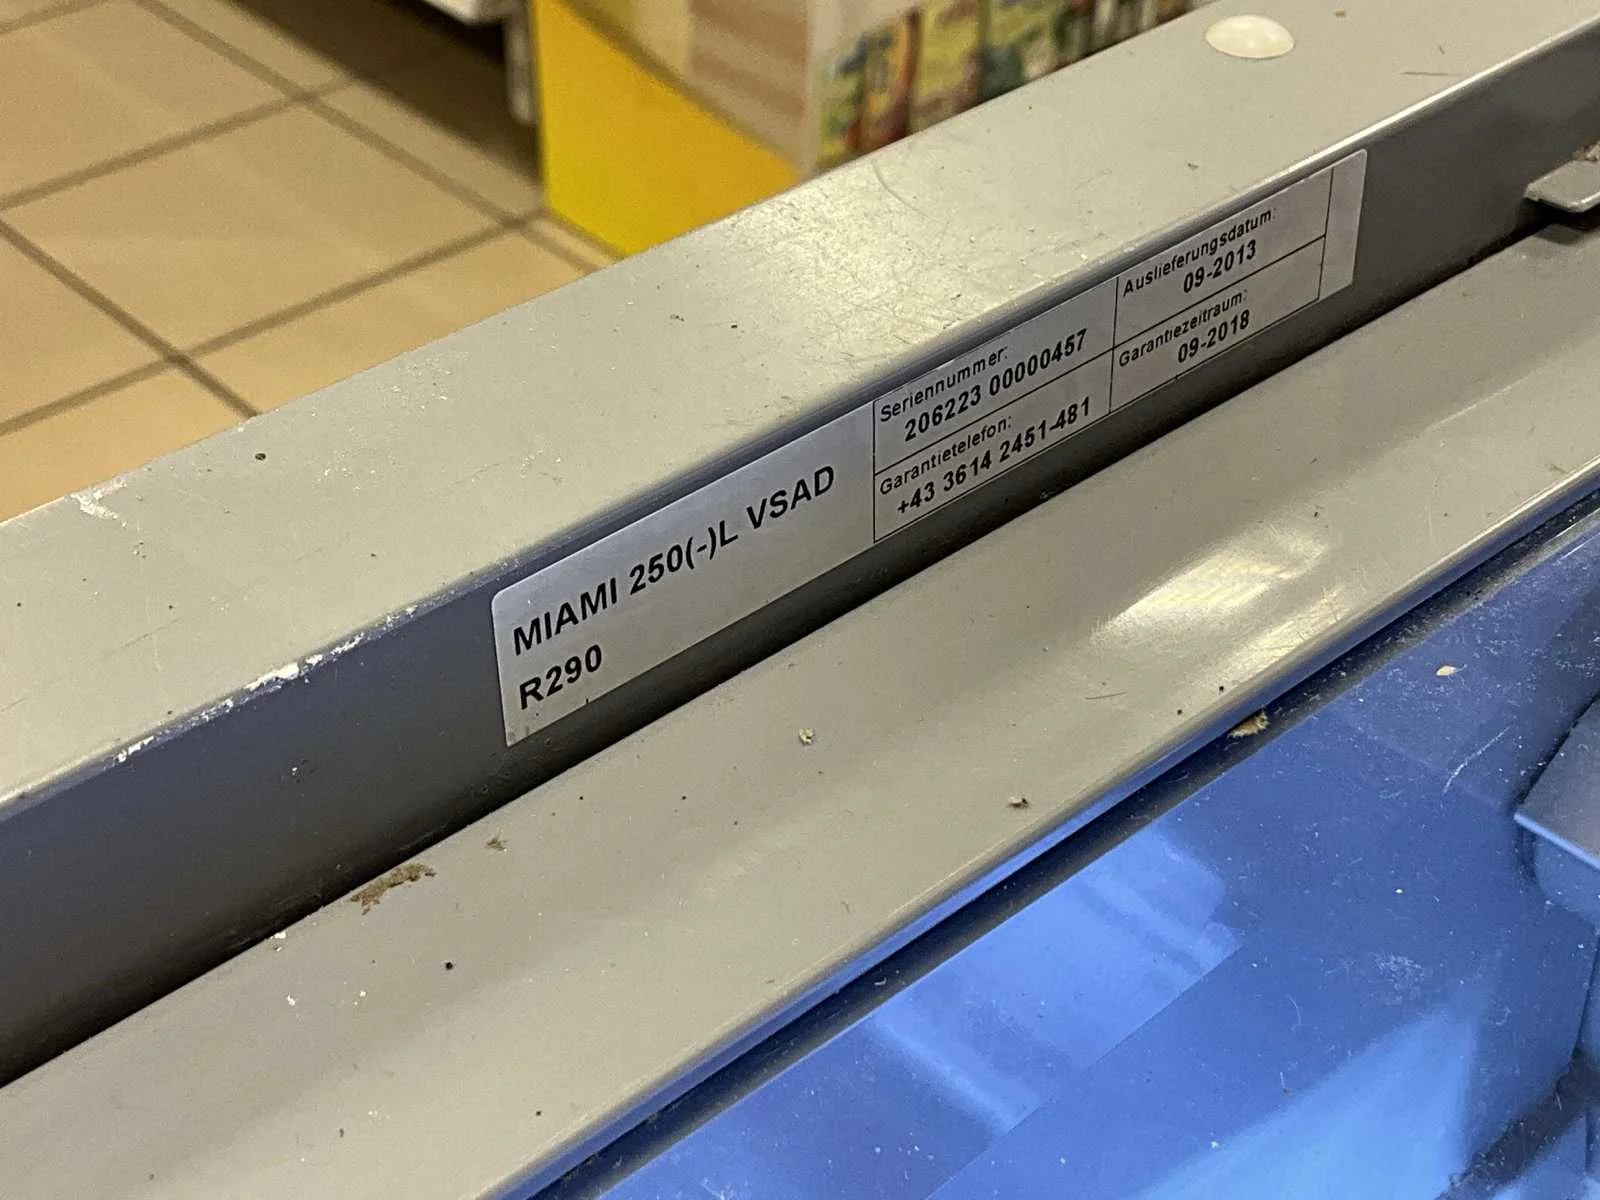 MIAMI 250(-)L VSAD
R290
Seriennummer:
206223 00000457
Garantietelefon:
+43 3614 2451-481
Auslieferungsdatum:
09-2013
Garantiezeitraum:
09-2018